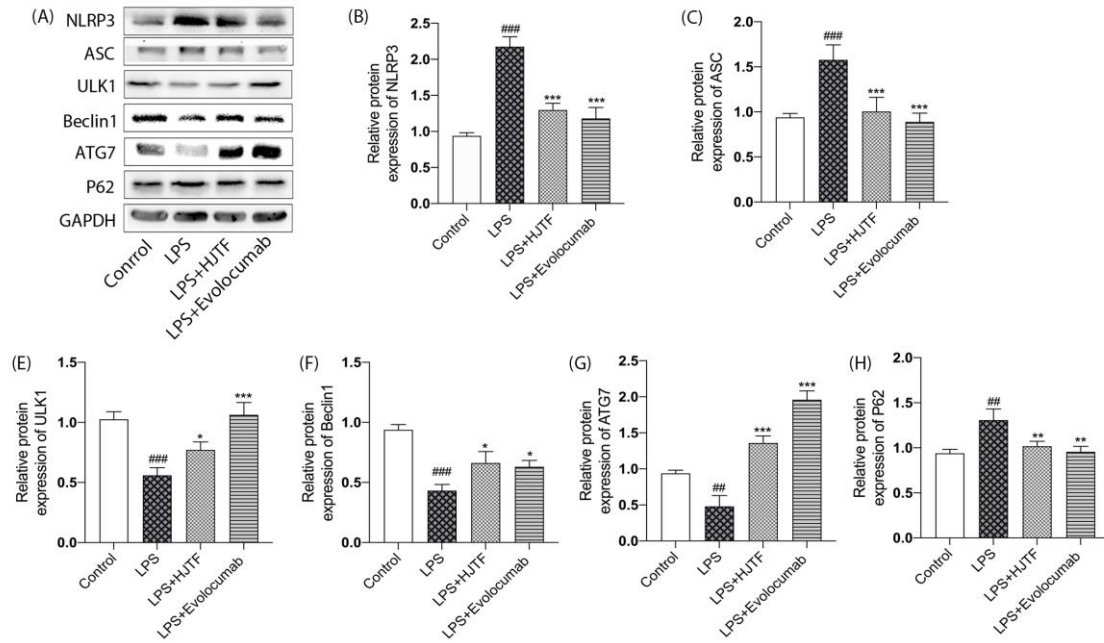 (A)
NLRP3
ASC
ULK1
Beclin1
ATG7
P62
GAPDH
Conrrol
LPS
LPS+HJTF
LPS+Evolocumab
(B)
Relative protein
expression of NLRP3
2.5
2.0
1.5
1.0
0.5
0.0
###
***
***
Control
LPS
LPS+HJTF
LPS+Evolocumab
(C)
Relative protein
expression of ASC
2.0
1.5
1.0
0.5
0.0
###
***
***
Control
LPS
LPS+HJTF
LPS+Evolocumab
(E)
Relative protein
expression of ULK1
1.5
1.0
0.5
0.0
###
*
***
Control
LPS
LPS+HJTF
LPS+Evolocumab
(F)
Relative protein
expression of Beclin1
1.5
1.0
0.5
0.0
###
*
*
Control
LPS
LPS+HJTF
LPS+Evolocumab
(G)
Relative protein
expression of ATG7
2.5
2.0
1.5
1.0
0.5
0.0
##
***
***
Control
LPS
LPS+HJTF
LPS+Evolocumab
(H)
Relative protein
expression of P62
2.0
1.5
1.0
0.5
0.0
##
**
**
Control
LPS
LPS+HJTF
LPS+Evolocumab